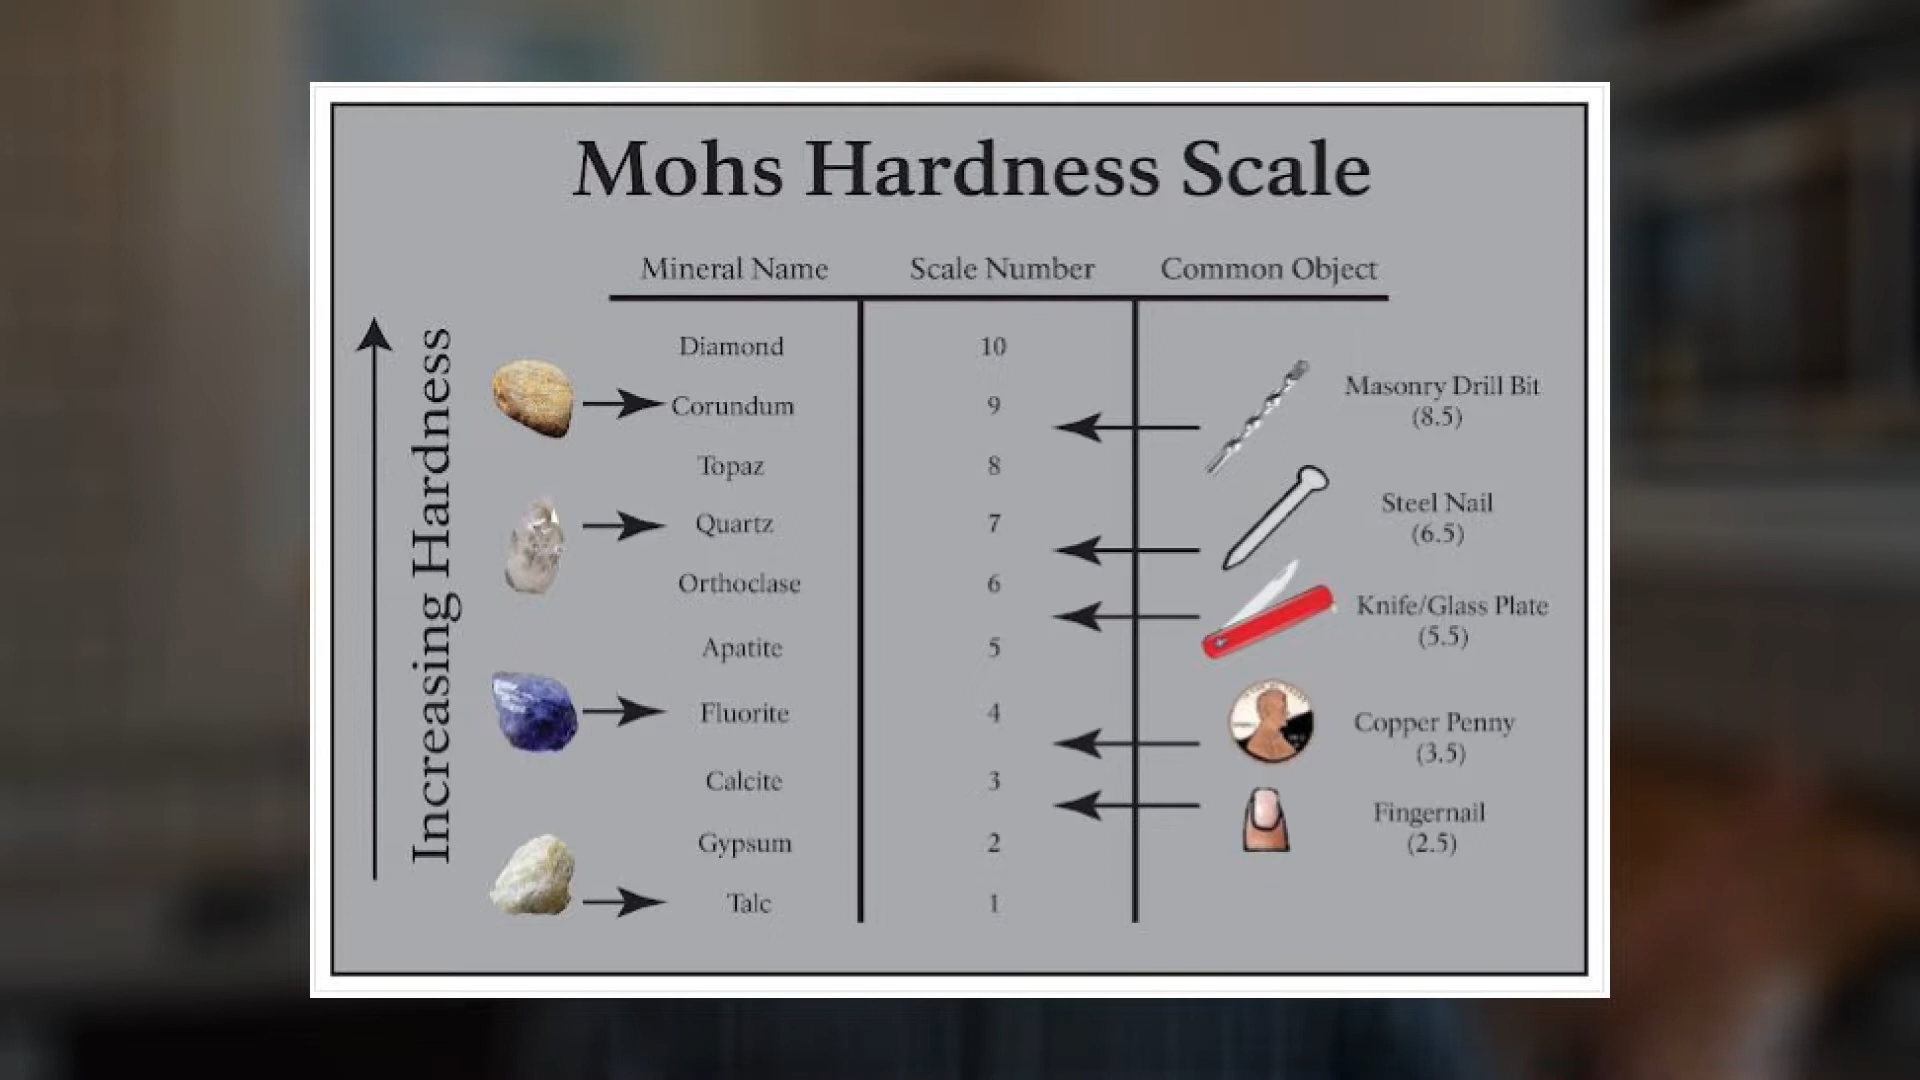 Mohs Hardness Scale
Mineral Name Scale Number Common Object
Increasing Hardness
Diamond 10
Masonry Drill Bit
(8.5)
Corundum 9
Topaz 8
Steel Nail
(6.5)
Quartz 7
Orthoclase 6
Knife/Glass Plate
(5.5)
Apatite 5
Fluorite 4
Copper Penny
(3.5)
Calcite 3
Fingernail
(2.5)
Gypsum 2
Talc 1